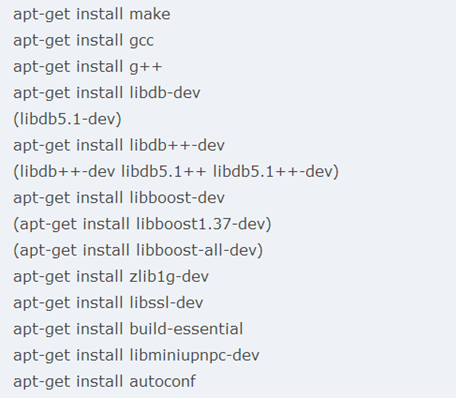 apt-get install make
apt-get install gcc
apt-get install g++
apt-get install libdb-dev
(libdb5.1-dev)
apt-get install libdb++-dev
(libdb++-dev libdb5.1++ libdb5.1++-dev)
apt-get install libboost-dev
(apt-get install libboost1.37-dev)
(apt-get install libboost-all-dev)
apt-get install zlib1g-dev
apt-get install libssl-dev
apt-get install build-essential
apt-get install libminiupnpc-dev
apt-get install autoconf